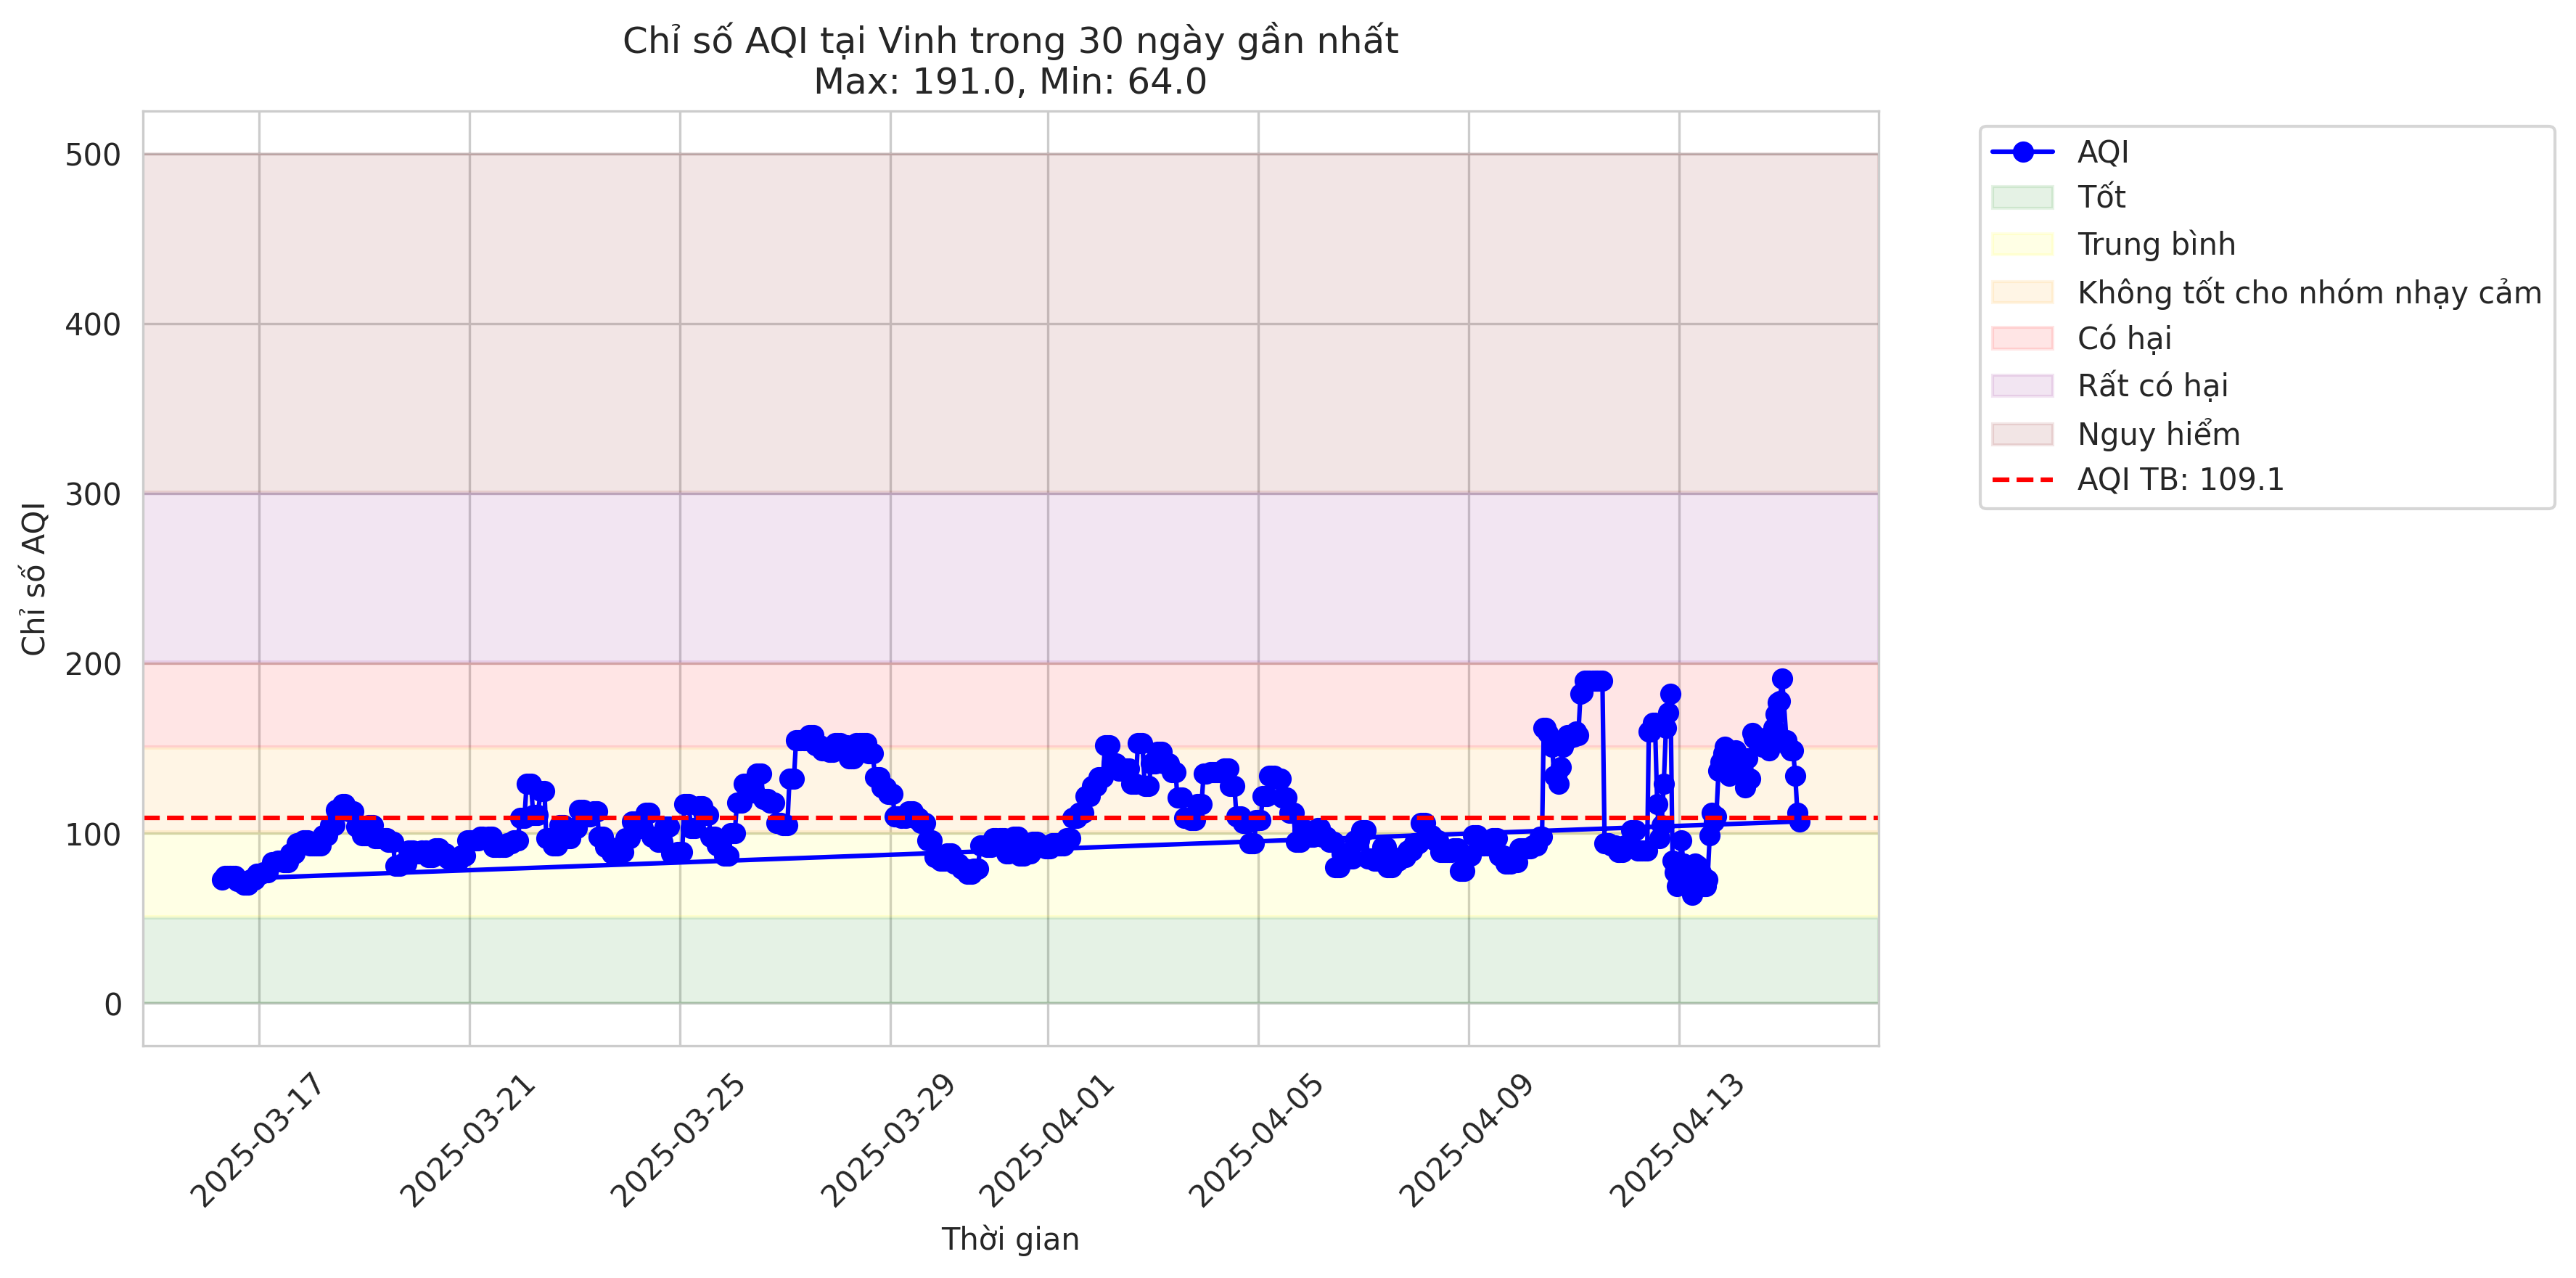 Chỉ số AQI tại Vinh trong 30 ngày gần nhất
Max: 191.0, Min: 64.0
Chỉ số AQI
500
400
300
200
100
0
2025-03-17
2025-03-21
2025-03-25
2025-03-29
2025-04-01
2025-04-05
2025-04-09
2025-04-13
Thời gian
AQI
Tốt
Trung bình
Không tốt cho nhóm nhạy cảm
Có hại
Rất có hại
Nguy hiểm
AQI TB: 109.1